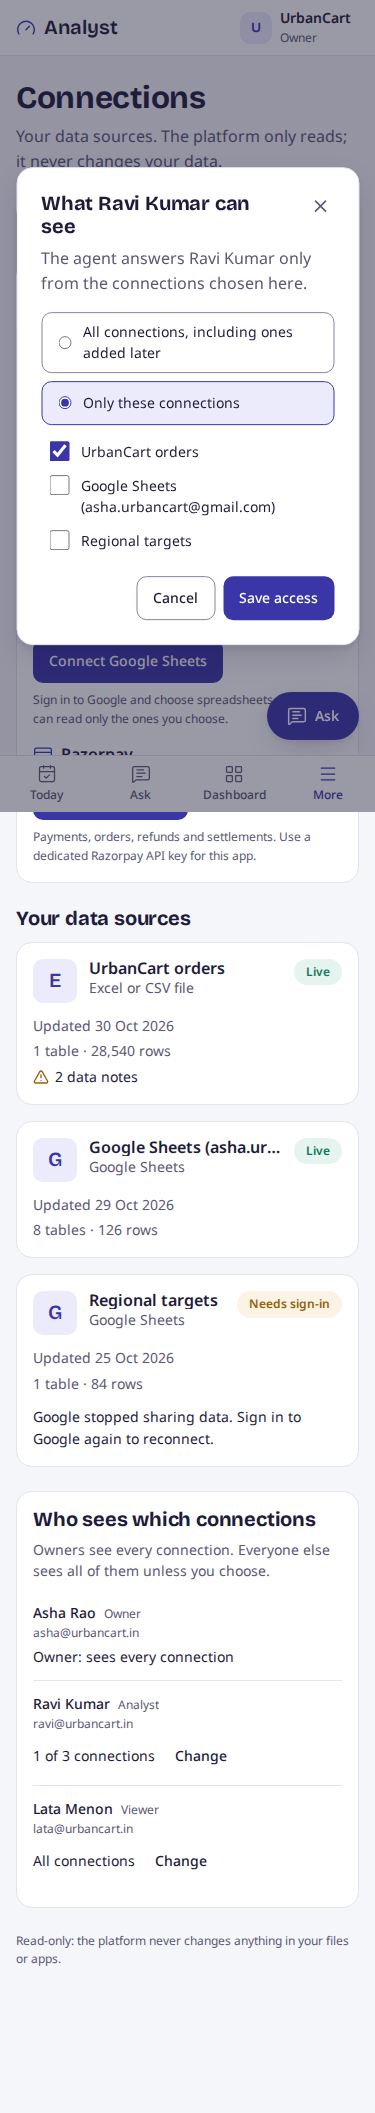 Analyst
U
UrbanCart
Owner
Connections
Your data sources. The platform only reads;
it never changes your data.
What Ravi Kumar can
see
The agent answers Ravi Kumar only
from the connections chosen here.
All connections, including ones
added later
Only these connections
UrbanCart orders
Google Sheets
(asha.urbancart@gmail.com)
Regional targets
Cancel
Save access
Connect Google Sheets
Sign in to Google and choose spreadsheets
can read only the ones you choose.
Ask
Razorpay
Today
Ask
Dashboard
More
Payments, orders, refunds and settlements. Use a
dedicated Razorpay API key for this app.
Your data sources
E
UrbanCart orders
Excel or CSV file
Live
Updated 30 Oct 2026
1 table · 28,540 rows
2 data notes
G
Google Sheets (asha.ur...
Google Sheets
Live
Updated 29 Oct 2026
8 tables · 126 rows
G
Regional targets
Google Sheets
Needs sign-in
Updated 25 Oct 2026
1 table · 84 rows
Google stopped sharing data. Sign in to
Google again to reconnect.
Who sees which connections
Owners see every connection. Everyone else
sees all of them unless you choose.
Asha Rao Owner
asha@urbancart.in
Owner: sees every connection
Ravi Kumar Analyst
ravi@urbancart.in
1 of 3 connections Change
Lata Menon Viewer
lata@urbancart.in
All connections Change
Read-only: the platform never changes anything in your files
or apps.